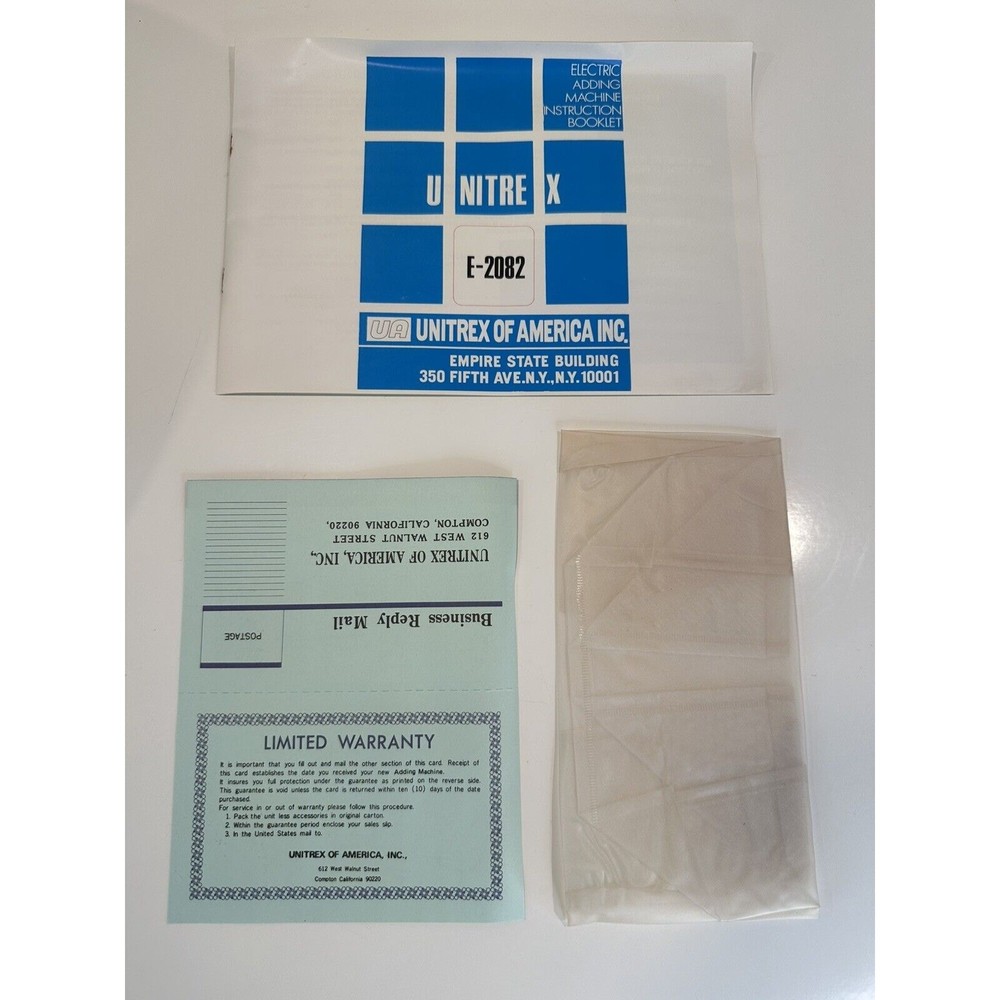 ELECTRIC
ADDING
MACHINE
INSTRUCTION
BOOKLET
UNITREX
E-2082
UA UNITREX OF AMERICA INC.
EMPIRE STATE BUILDING
350 FIFTH AVE.N.Y.,N.Y.10001
UNITREX OF AMERICA, INC,
612 WEST WALNUT STREET
COMPTON, CALIFORNIA 90220,
Business Reply Mail
POSTAGE
LIMITED WARRANTY
It is important that you fill out and mail the other section of this card. Receipt of
this card establishes the date you received your new Adding Machine.
It insures you full protection under the guarantee as printed on the reverse side.
This guarantee is void unless the card is returned within ten (10) days of the date
purchased.
For service in or out of warranty please follow this procedure.
1. Pack the unit less accessories in original carton.
2. Within the guarantee period enclose your sales slip.
3. In the United States mail to.
UNITREX OF AMERICA, INC.,
612 West Walnut Street
Compton California 90220